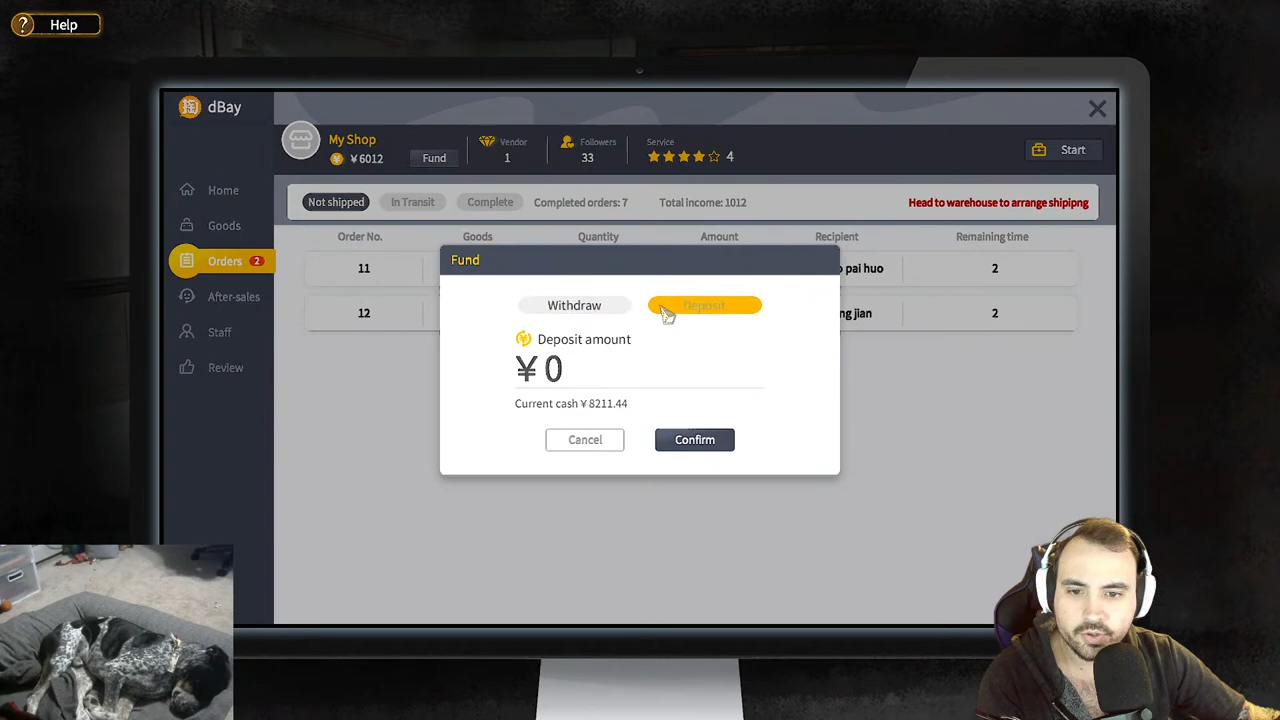 ? Help
掏 dBay
My Shop
¥6012
Fund
Vendor
1
Followers
33
Service
4
Start
Home
Goods
Orders 2
After-sales
Staff
Review
Not shipped In Transit Complete Completed orders: 7 Total income: 1012 Head to warehouse to arrange shipipng
Order No. Goods Quantity Amount Recipient Remaining time
11 pai huo 2
12 ng jian 2
Fund
Withdraw Deposit
Deposit amount
¥ 0
Current cash ¥ 8211.44
Cancel Confirm